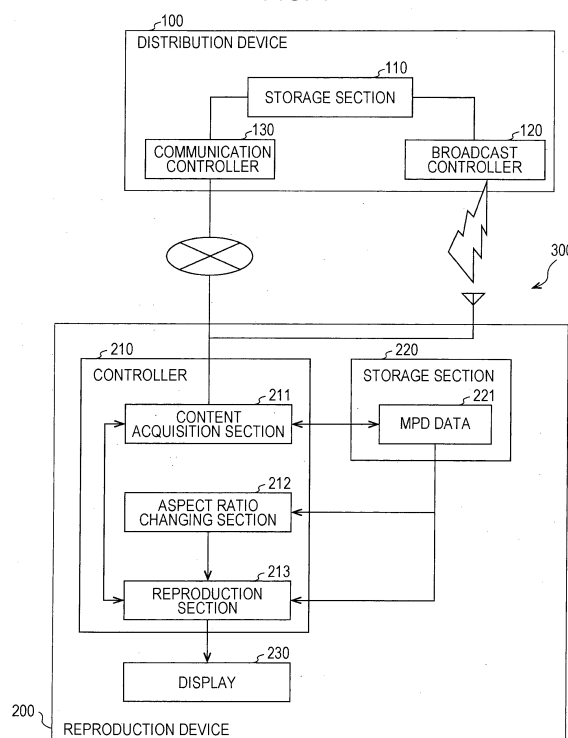 100
DISTRIBUTION DEVICE
110
STORAGE SECTION
130
COMMUNICATION
CONTROLLER
120
BROADCAST
CONTROLLER
300
210
CONTROLLER
220
STORAGE SECTION
211
CONTENT
ACQUISITION SECTION
221
MPD DATA
212
ASPECT RATIO
CHANGING SECTION
213
REPRODUCTION
SECTION
230
DISPLAY
200
REPRODUCTION DEVICE